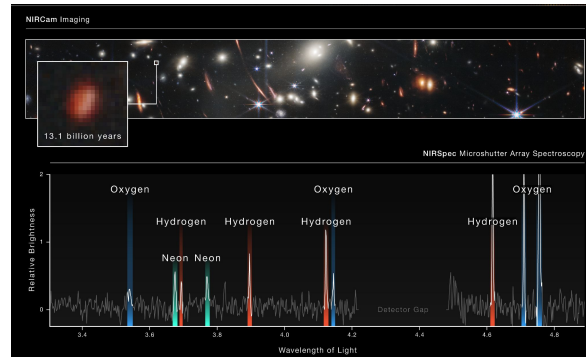 NIRCam Imaging
13.1 billion years
NIRSpec Microshutter Array Spectroscopy
Relative Brightness
2
1
0
Oxygen
Oxygen
Oxygen
Hydrogen
Hydrogen
Hydrogen
Hydrogen
Neon
Neon
Detector Gap
3.4
3.6
3.8
4.0
4.2
4.4
4.6
4.8
Wavelength of Light